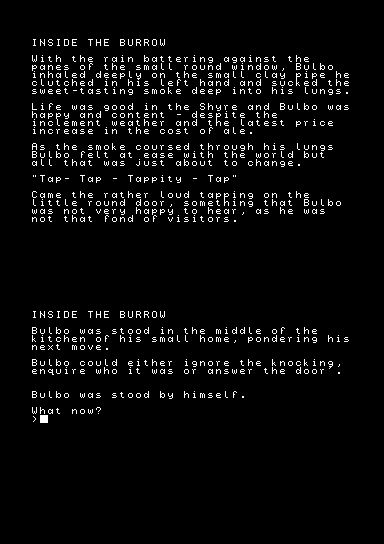 INSIDE THE BURROW
With the rain battering against the
panes of the small round window, Bulbo
inhaled deeply on the small clay pipe he
clutched in his left hand and sucked the
sweet-tasting smoke deep into his lungs.
Life was good in the Shyre and Bulbo was
happy and content - despite the
inclement weather and the latest price
increase in the cost of ale.
As the smoke coursed through his lungs
Bulbo felt at ease with the world but
all that was just about to change.
"Tap- Tap - Tappity - Tap"
Came the rather loud tapping on the
little round door, something that Bulbo
was not very happy to hear, as he was
not that fond of visitors.
INSIDE THE BURROW
Bulbo was stood in the middle of the
kitchen of his small home, pondering his
next move.
Bulbo could either ignore the knocking,
enquire who it was or answer the door'.
Bulbo was stood by himself.
What now?
>